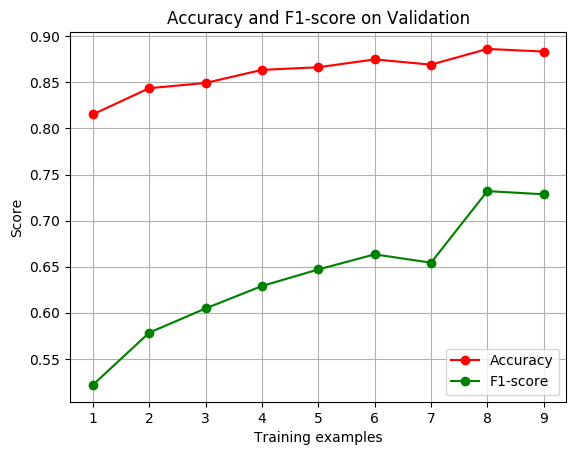 Accuracy and F1-score on Validation
0.90
0.85
0.80
0.75
0.70
0.65
0.60
0.55
Score
Accuracy
F1-score
1 2 3 4 5 6 7 8 9
Training examples